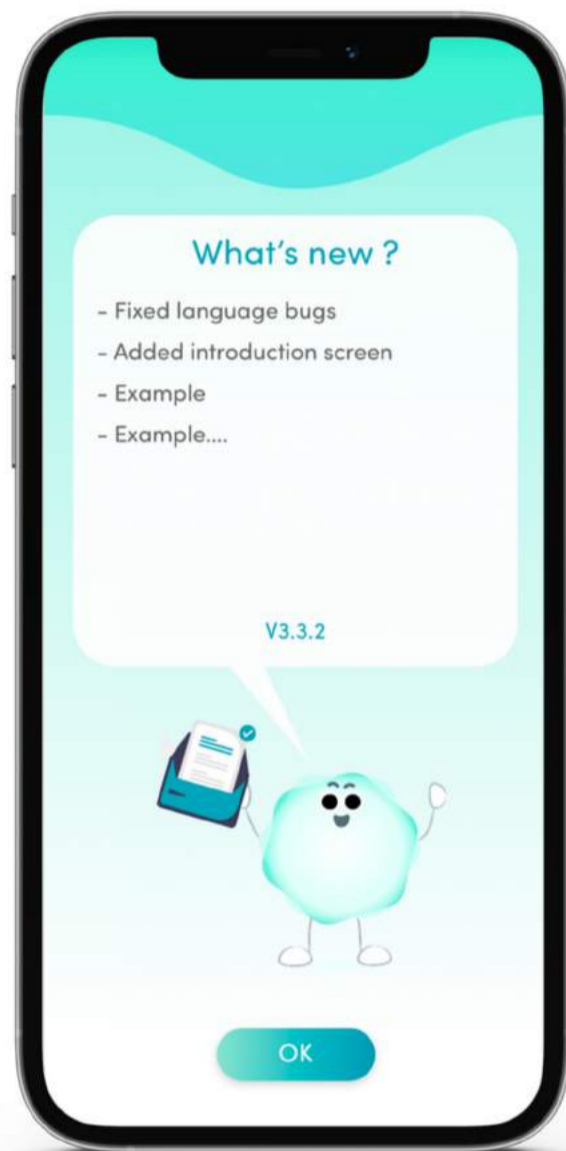 What's new ?
- Fixed language bugs
- Added introduction screen
- Example
- Example....
V3.3.2
OK